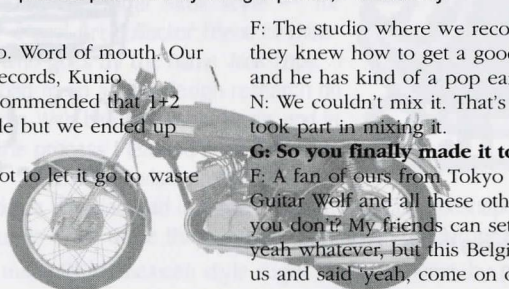 o. Word of mouth. Our
ecords, Kunio
ommended that 1+2
le but we ended up
ot to let it go to waste
F: The studio where we reco
they knew how to get a good
and he has kind of a pop ea
N: We couldn't mix it. That's
took part in mixing it.
G: So you finally made it to
F: A fan of ours from Tokyo
Guitar Wolf and all these oth
you don't? My friends can set
yeah whatever, but this Belgi
us and said 'yeah, come on o